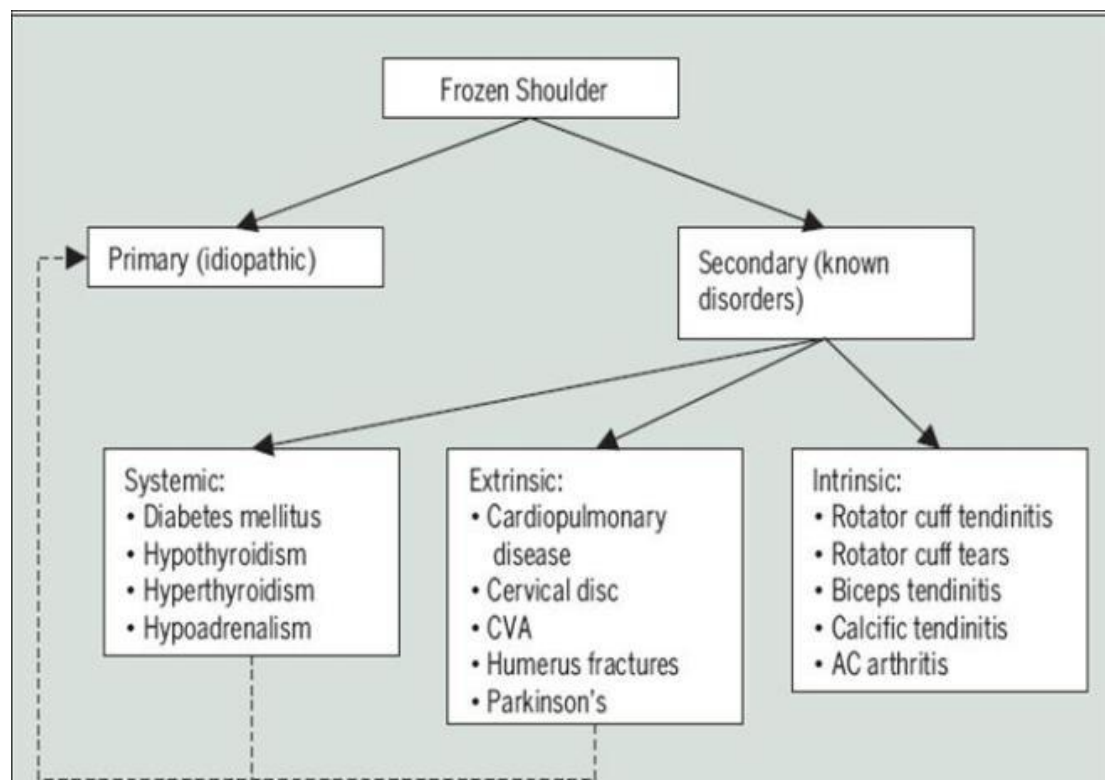 Frozen Shoulder
Primary (idiopathic)
Secondary (known
disorders)
Systemic:
• Diabetes mellitus
• Hypothyroidism
• Hyperthyroidism
• Hypoadrenalism
Extrinsic:
• Cardiopulmonary
disease
• Cervical disc
• CVA
• Humerus fractures
• Parkinson's
Intrinsic:
• Rotator cuff tendinitis
• Rotator cuff tears
• Biceps tendinitis
• Calcific tendinitis
• AC arthritis